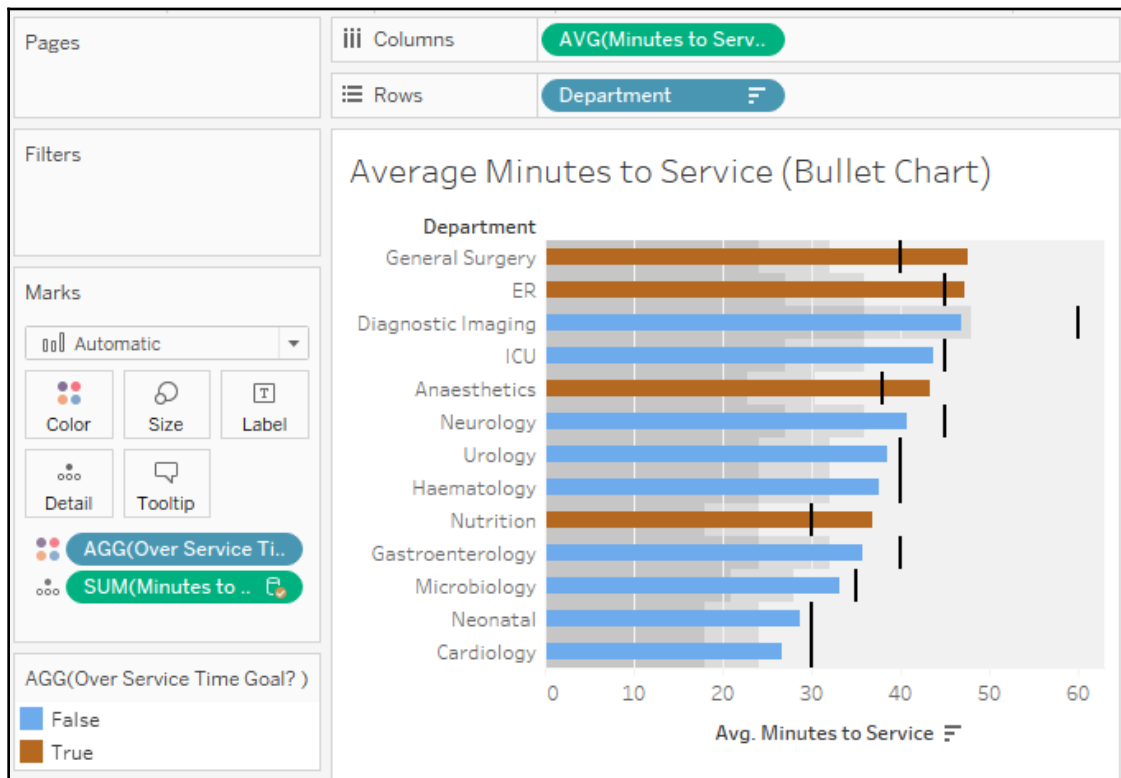 Pages
Columns
AVG(Minutes to Serv..
Rows
Department
Filters
Average Minutes to Service (Bullet Chart)
Department
General Surgery
ER
Diagnostic Imaging
ICU
Anaesthetics
Neurology
Urology
Haematology
Nutrition
Gastroenterology
Microbiology
Neonatal
Cardiology
0 10 20 30 40 50 60
Avg. Minutes to Service
Marks
Automatic
Color Size Label
T
Detail Tooltip
AGG(Over Service Ti..
SUM(Minutes to ..
AGG(Over Service Time Goal? )
False
True